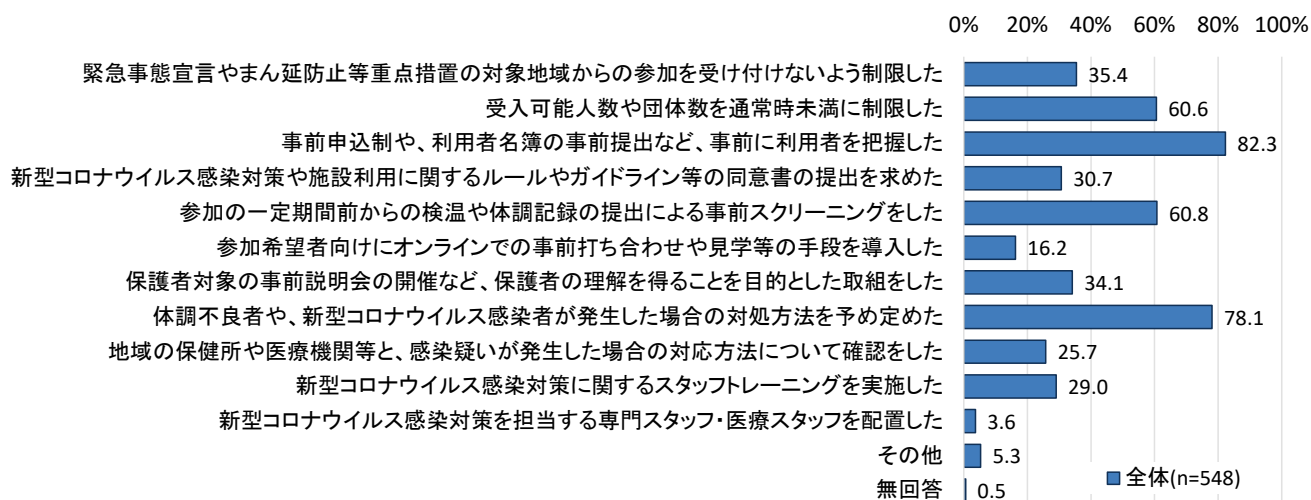 0% 20% 40% 60% 80% 100%
緊急事態宣言やまん延防止等重点措置の対象地域からの参加を受け付けないよう制限した 35.4
受入可能人数や団体数を通常時未満に制限した 60.6
事前申込制や、利用者名簿の事前提出など、事前に利用者を把握した 82.3
新型コロナウイルス感染対策や施設利用に関するルールやガイドライン等の同意書の提出を求めた 30.7
参加の一定期間前からの検温や体調記録の提出による事前スクリーニングをした 60.8
参加希望者向けにオンラインでの事前打ち合わせや見学等の手段を導入した 16.2
保護者対象の事前説明会の開催など、保護者の理解を得ることを目的とした取組をした 34.1
体調不良者や、新型コロナウイルス感染者が発生した場合の対処方法を予め定めた 78.1
地域の保健所や医療機関等と、感染疑いが発生した場合の対応方法について確認をした 25.7
新型コロナウイルス感染対策に関するスタッフトレーニングを実施した 29.0
新型コロナウイルス感染対策を担当する専門スタッフ・医療スタッフを配置した 3.6
その他 5.3
無回答 0.5
全体(n=548)